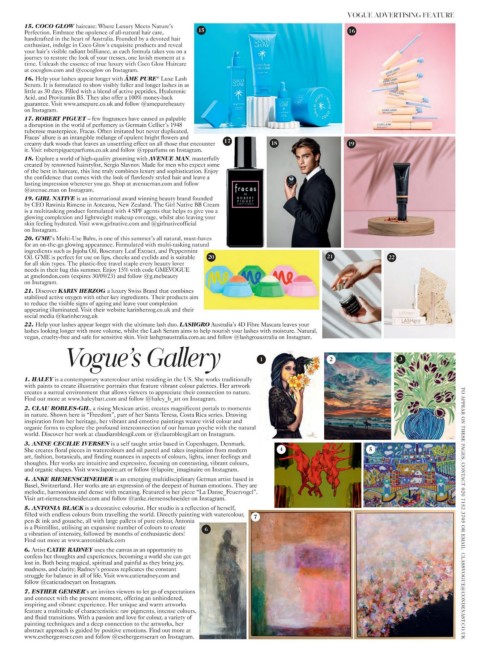 VOGUE ADVERTISING FEATURE
15. COCO GLOW haircare: Where Luxury Meets Nature's
Perfection. Embrace the opulence of all-natural hair care,
handcrafted in the heart of Australia. Founded by a devoted hair
enthusiast, indulge in Coco Glow's exquisite products and reveal
your hair's visible radiant brilliance, as each formula takes you on a
journey to restore the look of your tresses, one lavish moment at a
time. Unleash the essence of true luxury with Coco Glow Haircare
at cocoglow.com and @cocoglow on Instagram.
16. Help your lashes appear longer with ÂME PURE® Luxe Lash
Serum. It is formulated to show visibly fuller and longer lashes in as
little as 30 days. Filled with a blend of active peptides, Hyaluronic
Acid, and Provitamin B5. They also offer a 100% money-back
guarantee. Visit www.amepure.co.uk and follow @amepurebeauty
on Instagram.
17. ROBERT PIGUET – few fragrances have caused as palpable
a disruption in the world of perfumery as Germaine Cellier's 1948
tuberose masterpiece, Fracas. Often imitated but never duplicated,
Fracas' allure is an intangible mélange of opulent bright flowers and
creamy dark woods that leaves an unsettling effect on all those that encounter
it. Visit robertpiguetparfums.co.uk and follow @rpparfums on Instagram.
18. Explore a world of high-quality grooming with AVENUE MAN, masterfully
created by renowned hairstylist, Sergio Slavnov. Made for men who expect some
of the best in haircare, this line truly combines luxury and sophistication. Enjoy
the confidence that comes with the look of flawlessly styled hair and leave a
lasting impression wherever you go. Shop at avenueman.com and follow
@avenue.man on Instagram.
19. GIRL NATIVE is an international award winning beauty brand founded
by CEO Ravinia Rimene in Aotearoa, New Zealand. The Girl Native BB Cream
is a multitasking product formulated with 4 SPF agents that helps to give you a
glowing complexion and lightweight makeup coverage, whilst also leaving your
skin feeling hydrated. Visit www.girlnative.com and @girlnativeofficial
on Instagram.
20. G'ME's Multi-Use Balm, is one of this summer's all natural, must-haves
for an on-the-go glowing appearance. Formulated with multi-tasking natural
ingredients such as Jojoba Oil, Rosemary Leaf Extract, and Peppermint
Oil. G'ME is perfect for use on lips, cheeks and eyelids and is suitable
for all skin types. The plastic-free travel staple every beauty lover
needs in their bag this summer. Enjoy 15% with code GMEVOGUE
at gmelondon.com (expires 30/09/23) and follow @g.mebeauty
on Instagram.
21. Discover KARIN HERZOG a luxury Swiss Brand that combines
stabilised active oxygen with other key ingredients. Their products aim
to reduce the visible signs of ageing and leave your complexion
appearing illuminated. Visit their website karinherzog.co.uk and their
social media @karinherzog.uk
22. Help your lashes appear longer with the ultimate lash duo. LASHGRO Australia's 4D Fibre Mascara leaves your
lashes looking longer with more volume, whilst the Lash Serum aims to help nourish your lashes with moisture. Natural,
vegan, cruelty-free and safe for sensitive skin. Visit lashgroaustralia.com.au and follow @lashgroaustralia on Instagram.
15
16
17
fracas
ROBERT PIGUET
18
19
20
21
22
Vogue's Gallery
1. HALEY is a contemporary watercolour artist residing in the US. She works traditionally
with paints to create illustrative portraits that feature vibrant colour palettes. Her artwork
creates a surreal environment that allows viewers to appreciate their connection to nature.
Find out more at www.haleybart.com and follow @haley_b_art on Instagram.
2. CLAU ROBLES-GIL, a rising Mexican artist, creates magnificent portals to moments
in nature. Shown here is "Freedom", part of her Santa Teresa, Costa Rica series. Drawing
inspiration from her heritage, her vibrant and emotive paintings weave vivid colour and
organic forms to explore the profound interconnection of our human psyche with the natural
world. Discover her work at clauroblesgil.com or @clauroblesgil.art on Instagram.
3. ANNE CECILIE IVERSEN is a self taught artist based in Copenhagen, Denmark.
She creates floral pieces in watercolours and oil pastel and takes inspiration from modern
art, fashion, botanicals, and finding nuances in aspects of colours, lights, inner feelings and
thoughts. Her works are intuitive and expressive, focusing on contrasting, vibrant colours,
and organic shapes. Visit www.lapoire.art or follow @lapoire_imaginaire on Instagram.
4. ANKE RIEMENSCHNEIDER is an emerging multidisciplinary German artist based in
Basel, Switzerland. Her works are an expression of the deepest of human emotions. They are
melodic, harmonious and dense with meaning. Featured is her piece "La Danse_Feuervogel".
Visit art-riemenschneider.com and follow @anke.riemenschneider on Instagram.
5. ANTONIA BLACK is a decorative colourist. Her studio is a reflection of herself,
filled with endless colours from travelling the world. Directly painting with watercolour,
pen & ink and gouache, all with large pallets of pure colour, Antonia
is a Pointillist, utilising an expansive number of colours to create
a vibration of intensity, followed by months of enthusiastic dots!
Find out more at www.antoniablack.com
6. Artist CATIE RADNEY uses the canvas as an opportunity to
confess her thoughts and experiences, becoming a world she can get
lost in. Both being magical, spiritual and painful as they bring joy,
madness, and clarity; Radney's process replicates the constant
struggle for balance in all of life. Visit www.catieradney.com and
follow @catieradneyart on Instagram.
7. ESTHER GEMSER's art invites viewers to let go of expectations
and connect with the present moment, offering an unhindered,
inspiring and vibrant experience. Her unique and warm artworks
feature a multitude of characteristics: raw pigments, intense colours,
and fluid transitions. With a passion and love for colour, a variety of
painting techniques and a deep connection to the artworks, her
abstract approach is guided by positive emotions. Find out more at
www.esthergemser.com and follow @esthergemserart on Instagram.
1
2
3
4
5
6
7
TO APPEAR ON THESE PAGES, CONTACT